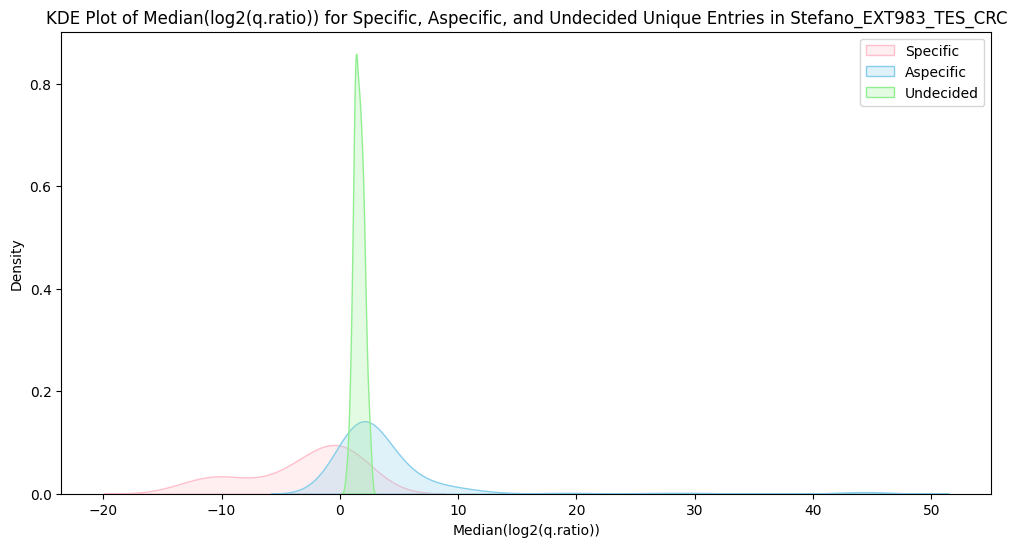 KDE Plot of Median(log2(q.ratio)) for Specific, Aspecific, and Undecided Unique Entries in Stefano_EXT983_TES_CRC
Specific
Aspecific
Undecided
0.8
0.6
0.4
0.2
0.0
Density
−20 −10 0 10 20 30 40 50
Median(log2(q.ratio))